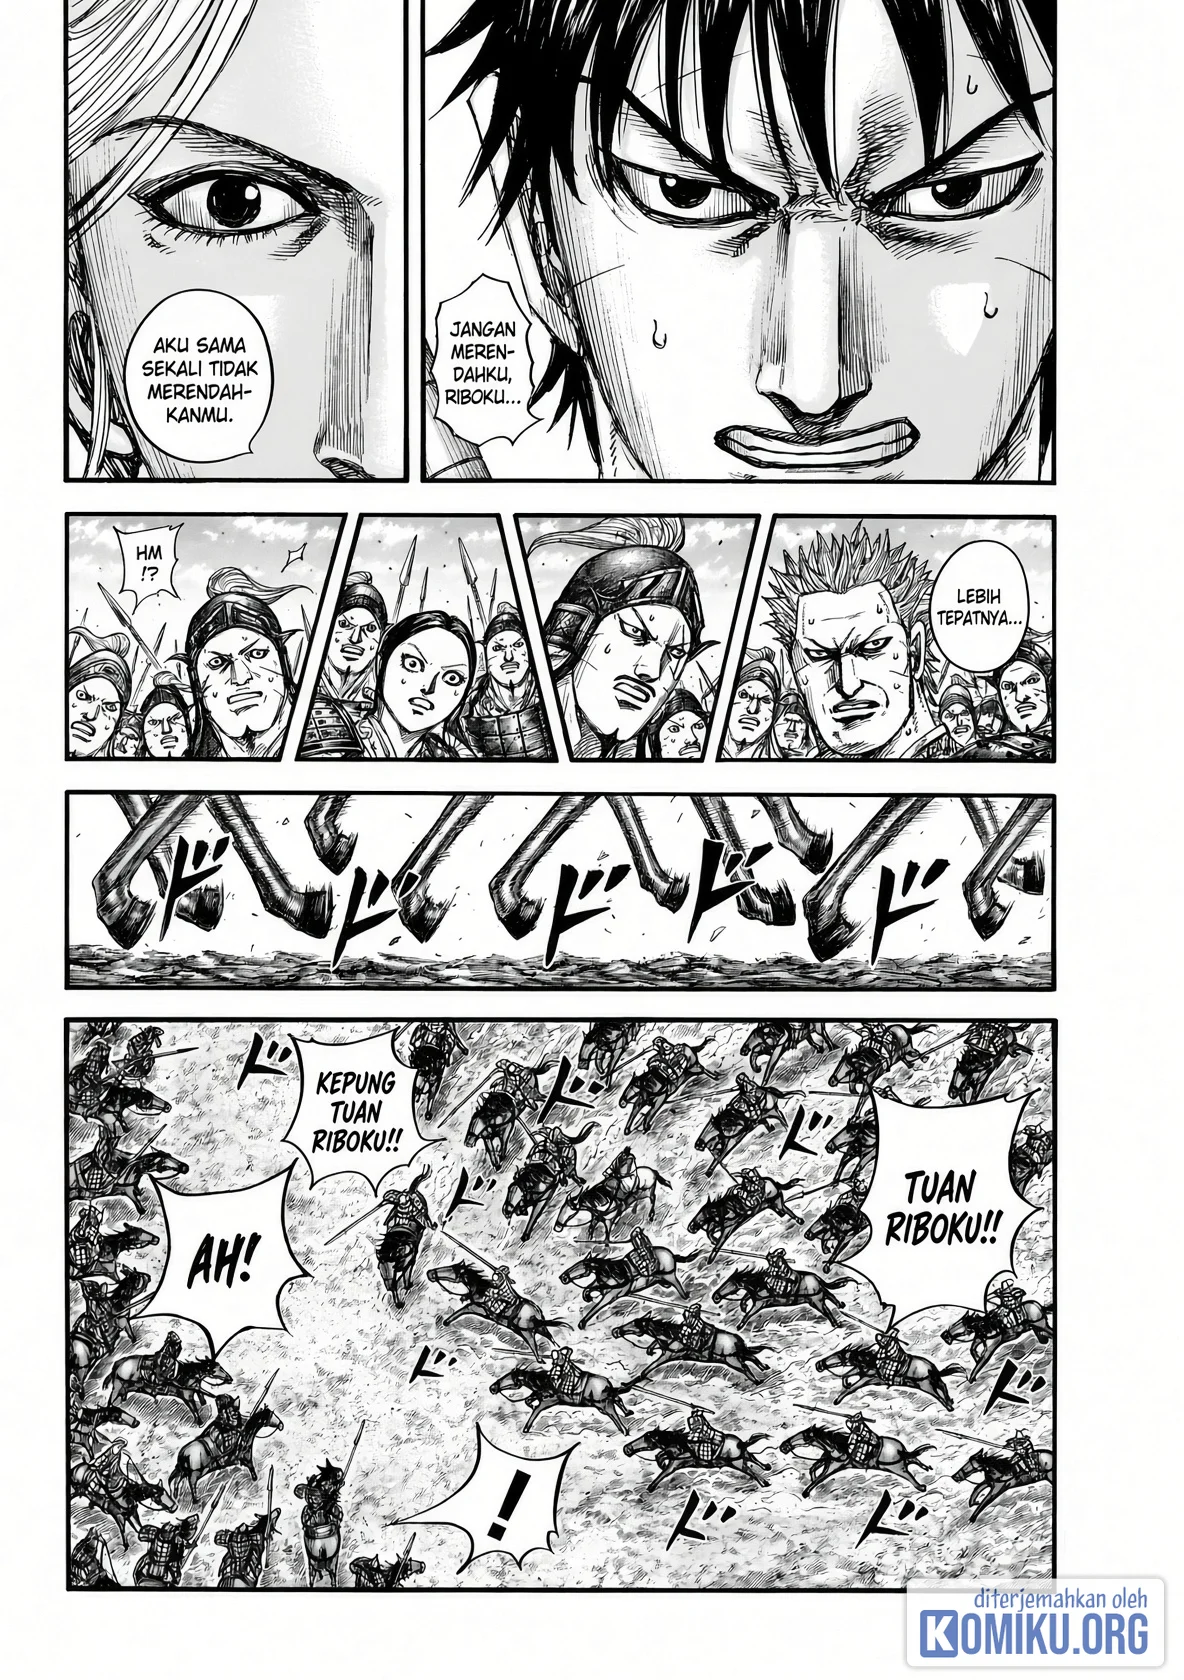 JANGAN
MEREN-
DAHKU,
RIBOKU...
AKU SAMA
SEKALI TIDAK
MERENDAH-
KANMU.
LEBIH
TEPATNYA...
HM
!?
ド ド ド ド ド
TUAN
RIBOKU!!
KEPUNG
TUAN
RIBOKU!!
AH!
!
ド ド ド ド ド ド ド ド
diterjemahkan oleh
KOMIKU.ORG